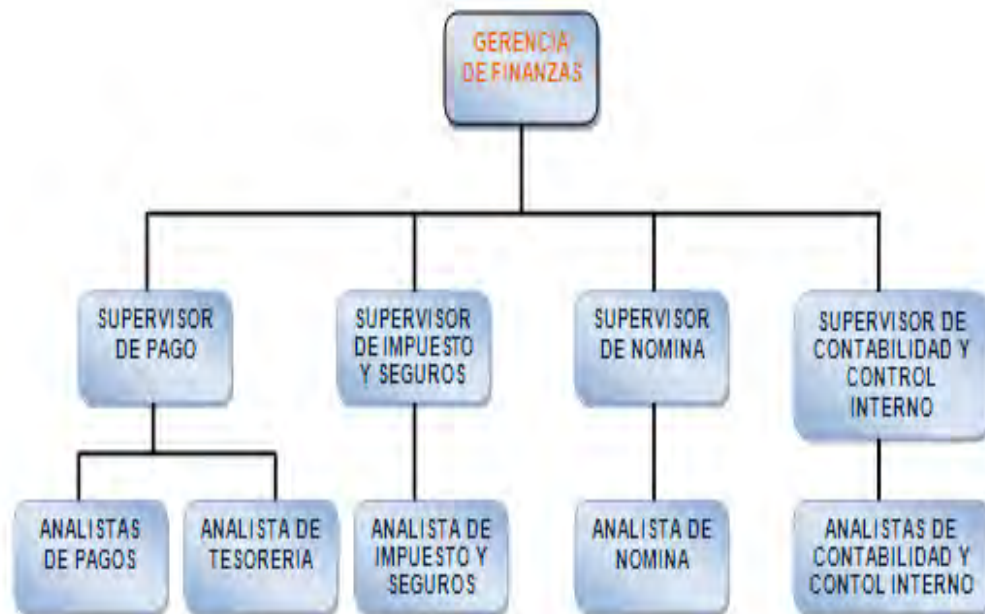 GERENCIA
DE FINANZAS
SUPERVISOR
DE PAGO
SUPERVISOR
DE IMPUESTO
Y SEGUROS
SUPERVISOR
DE NOMINA
SUPERVISOR DE
CONTABILIDAD Y
CONTROL
INTERNO
ANALISTAS
DE PAGOS
ANALISTA DE
TESORERIA
ANALISTA DE
IMPUESTO Y
SEGUROS
ANALISTA DE
NOMINA
ANALISTAS DE
CONTABILIDAD Y
CONTOL INTERNO